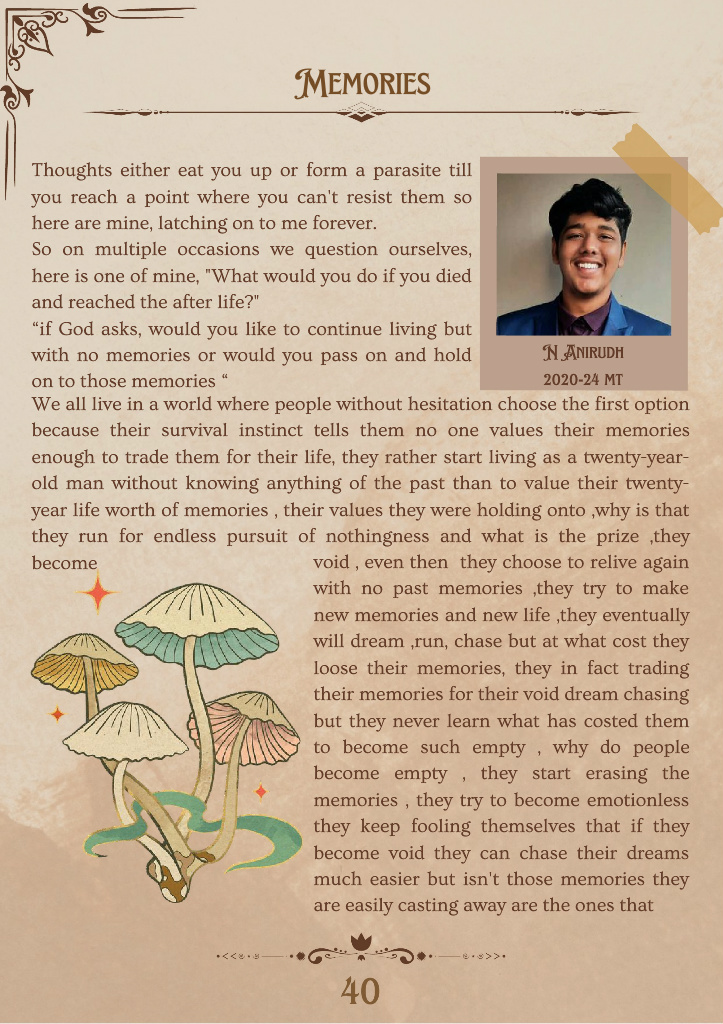 Memories
Thoughts either eat you up or form a parasite till
you reach a point where you can't resist them so
here are mine, latching on to me forever.
So on multiple occasions we question ourselves,
here is one of mine, "What would you do if you died
and reached the after life?"
“if God asks, would you like to continue living but
with no memories or would you pass on and hold
on to those memories “
N Anirudh
2020-24 MT
We all live in a world where people without hesitation choose the first option
because their survival instinct tells them no one values their memories
enough to trade them for their life, they rather start living as a twenty-year-
old man without knowing anything of the past than to value their twenty-
year life worth of memories , their values they were holding onto ,why is that
they run for endless pursuit of nothingness and what is the prize ,they
become
void , even then they choose to relive again
with no past memories ,they try to make
new memories and new life ,they eventually
will dream ,run, chase but at what cost they
loose their memories, they in fact trading
their memories for their void dream chasing
but they never learn what has costed them
to become such empty , why do people
become empty , they start erasing the
memories , they try to become emotionless
they keep fooling themselves that if they
become void they can chase their dreams
much easier but isn't those memories they
are easily casting away are the ones that
40